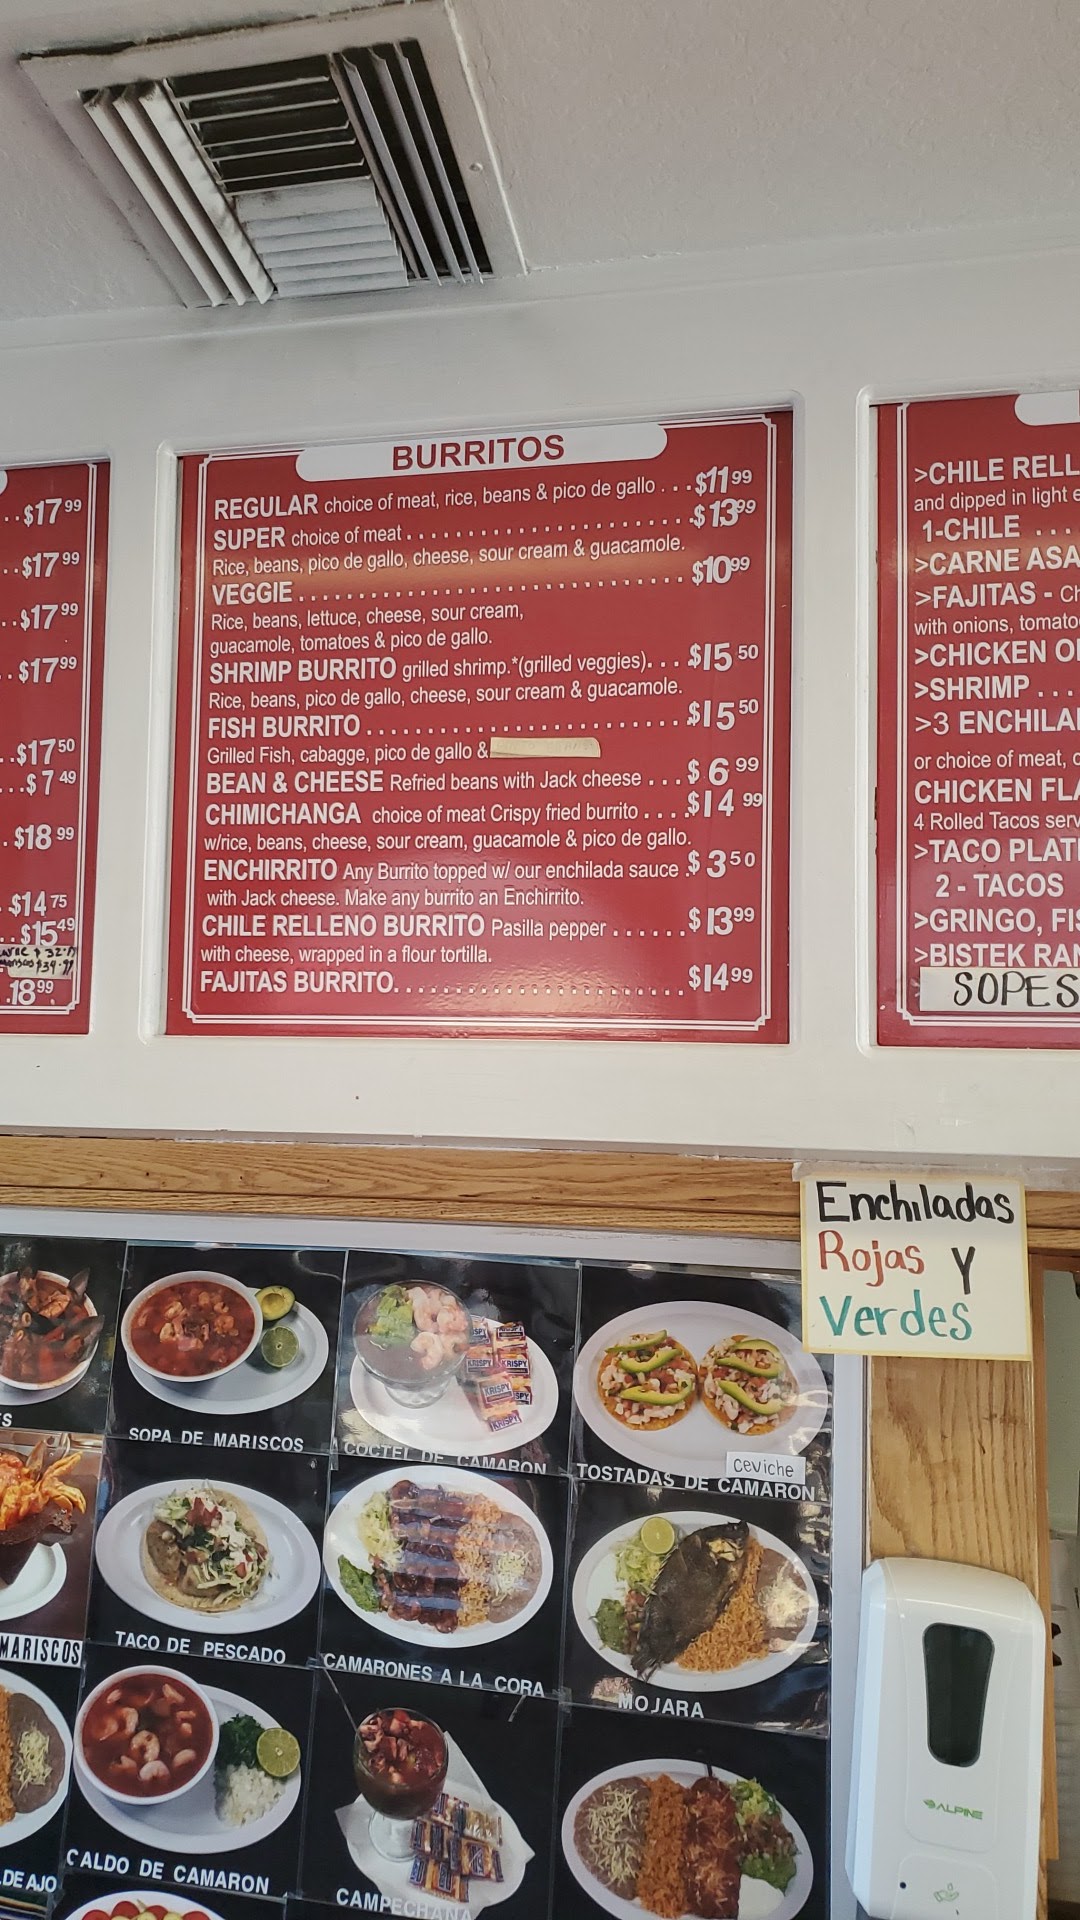 ..$17.99
..$17.99
..$17.99
..$17.99
..$17.50
...$7.49
.$18.99
.$14.75
..$15.49
$32.
$39.99
.18.99
BURRITOS
REGULAR choice of meat, rice, beans & pico de gallo...$11.99
SUPER choice of meat.........................$13.99
Rice, beans, pico de gallo, cheese, sour cream & guacamole.
VEGGIE..................................$10.99
Rice, beans, lettuce, cheese, sour cream,
guacamole, tomatoes & pico de gallo.
SHRIMP BURRITO grilled shrimp.*(grilled veggies)...$15.50
Rice, beans, pico de gallo, cheese, sour cream & guacamole.
FISH BURRITO............................$15.50
Grilled Fish, cabagge, pico de gallo &
BEAN & CHEESE Refried beans with Jack cheese...$6.99
CHIMICHANGA choice of meat Crispy fried burrito....$14.99
w/rice, beans, cheese, sour cream, guacamole & pico de gallo.
ENCHIRRITO Any Burrito topped w/ our enchilada sauce.$3.50
with Jack cheese. Make any burrito an Enchirrito.
CHILE RELLENO BURRITO Pasilla pepper......$13.99
with cheese, wrapped in a flour tortilla.
FAJITAS BURRITO.........................$14.99
>CHILE RELL
and dipped in light e
1-CHILE ....
>CARNE ASA
>FAJITAS - Ch
with onions, tomato
>CHICKEN O
>SHRIMP ...
>3 ENCHILA
or choice of meat, c
CHICKEN FLA
4 Rolled Tacos serv
>TACO PLAT
2 - TACOS
>GRINGO, FIS
>BISTEK RAN
SOPES
Enchiladas
Rojas Y
Verdes
ES
SOPA DE MARISCOS
COCTEL DE CAMARON
KRISPY
KRISPY
KRISPY
KRISPY
ceviche
TOSTADAS DE CAMARON
MARISCOS
TACO DE PESCADO
CAMARONES A LA CORA
MOJARA
DE AJO
CALDO DE CAMARON
CAMPECHANA
ALPINE